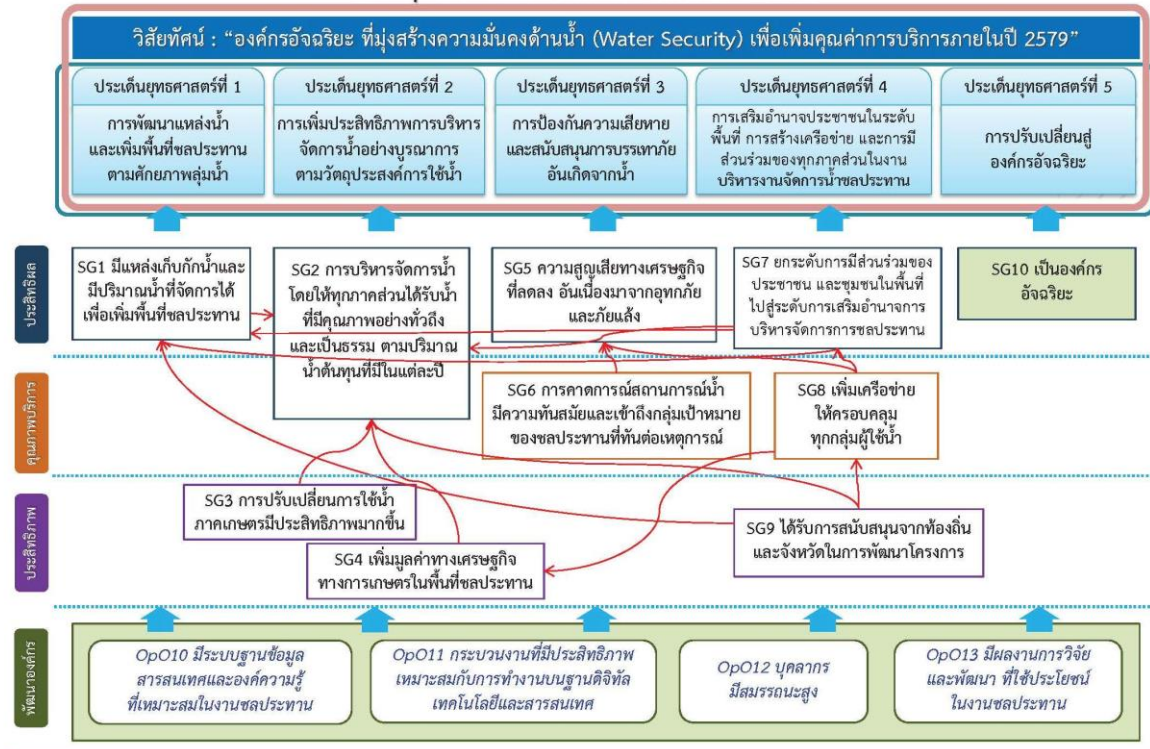 วิสัยทัศน์ : “องค์กรอัจฉริยะ ที่มุ่งสร้างความมั่นคงด้านน้ำ (Water Security) เพื่อเพิ่มคุณค่าการบริการภายในปี 2579”
ประเด็นยุทธศาสตร์ที่ 1
การพัฒนาแหล่งน้ำ
และเพิ่มพื้นที่ชลประทาน
ตามศักยภาพลุ่มน้ำ
ประเด็นยุทธศาสตร์ที่ 2
การเพิ่มประสิทธิภาพการบริหาร
จัดการน้ำอย่างบูรณาการ
ตามวัตถุประสงค์การใช้น้ำ
ประเด็นยุทธศาสตร์ที่ 3
การป้องกันความเสียหาย
และสนับสนุนการบรรเทาภัย
อันเกิดจากน้ำ
ประเด็นยุทธศาสตร์ที่ 4
การเสริมอำนาจประชาชนในระดับ
พื้นที่ การสร้างเครือข่าย และการมี
ส่วนร่วมของทุกภาคส่วนในงาน
บริหารงานจัดการน้ำชลประทาน
ประเด็นยุทธศาสตร์ที่ 5
การปรับเปลี่ยนสู่
องค์กรอัจฉริยะ
ประสิทธิผล
SG1 มีแหล่งเก็บกักน้ำและ
มีปริมาณน้ำที่จัดการได้
เพื่อเพิ่มพื้นที่ชลประทาน
SG2 การบริหารจัดการน้ำ
โดยให้ทุกภาคส่วนได้รับน้ำ
ที่มีคุณภาพอย่างทั่วถึง
และเป็นธรรม ตามปริมาณ
น้ำต้นทุนที่มีในแต่ละปี
SG5 ความสูญเสียทางเศรษฐกิจ
ที่ลดลง อันเนื่องมาจากอุทกภัย
และภัยแล้ง
SG7 ยกระดับการมีส่วนร่วมของ
ประชาชน และชุมชนในพื้นที่
ไปสู่ระดับการเสริมอำนาจการ
บริหารจัดการการชลประทาน
SG10 เป็นองค์กร
อัจฉริยะ
คุณภาพบริการ
SG6 การคาดการณ์สถานการณ์น้ำ
มีความทันสมัยและเข้าถึงกลุ่มเป้าหมาย
ของชลประทานที่ทันต่อเหตุการณ์
SG8 เพิ่มเครือข่าย
ให้ครอบคลุม
ทุกกลุ่มผู้ใช้น้ำ
ประสิทธิภาพ
SG3 การปรับเปลี่ยนการใช้น้ำ
ภาคเกษตรมีประสิทธิภาพมากขึ้น
SG4 เพิ่มมูลค่าทางเศรษฐกิจ
ทางการเกษตรในพื้นที่ชลประทาน
SG9 ได้รับการสนับสนุนจากท้องถิ่น
และจังหวัดในการพัฒนาโครงการ
พัฒนาองค์กร
OpO10 มีระบบฐานข้อมูล
สารสนเทศและองค์ความรู้
ที่เหมาะสมในงานชลประทาน
OpO11 กระบวนงานที่มีประสิทธิภาพ
เหมาะสมกับการทำงานบนฐานดิจิทัล
เทคโนโลยีและสารสนเทศ
OpO12 บุคลากร
มีสมรรถนะสูง
OpO13 มีผลงานการวิจัย
และพัฒนา ที่ใช้ประโยชน์
ในงานชลประทาน